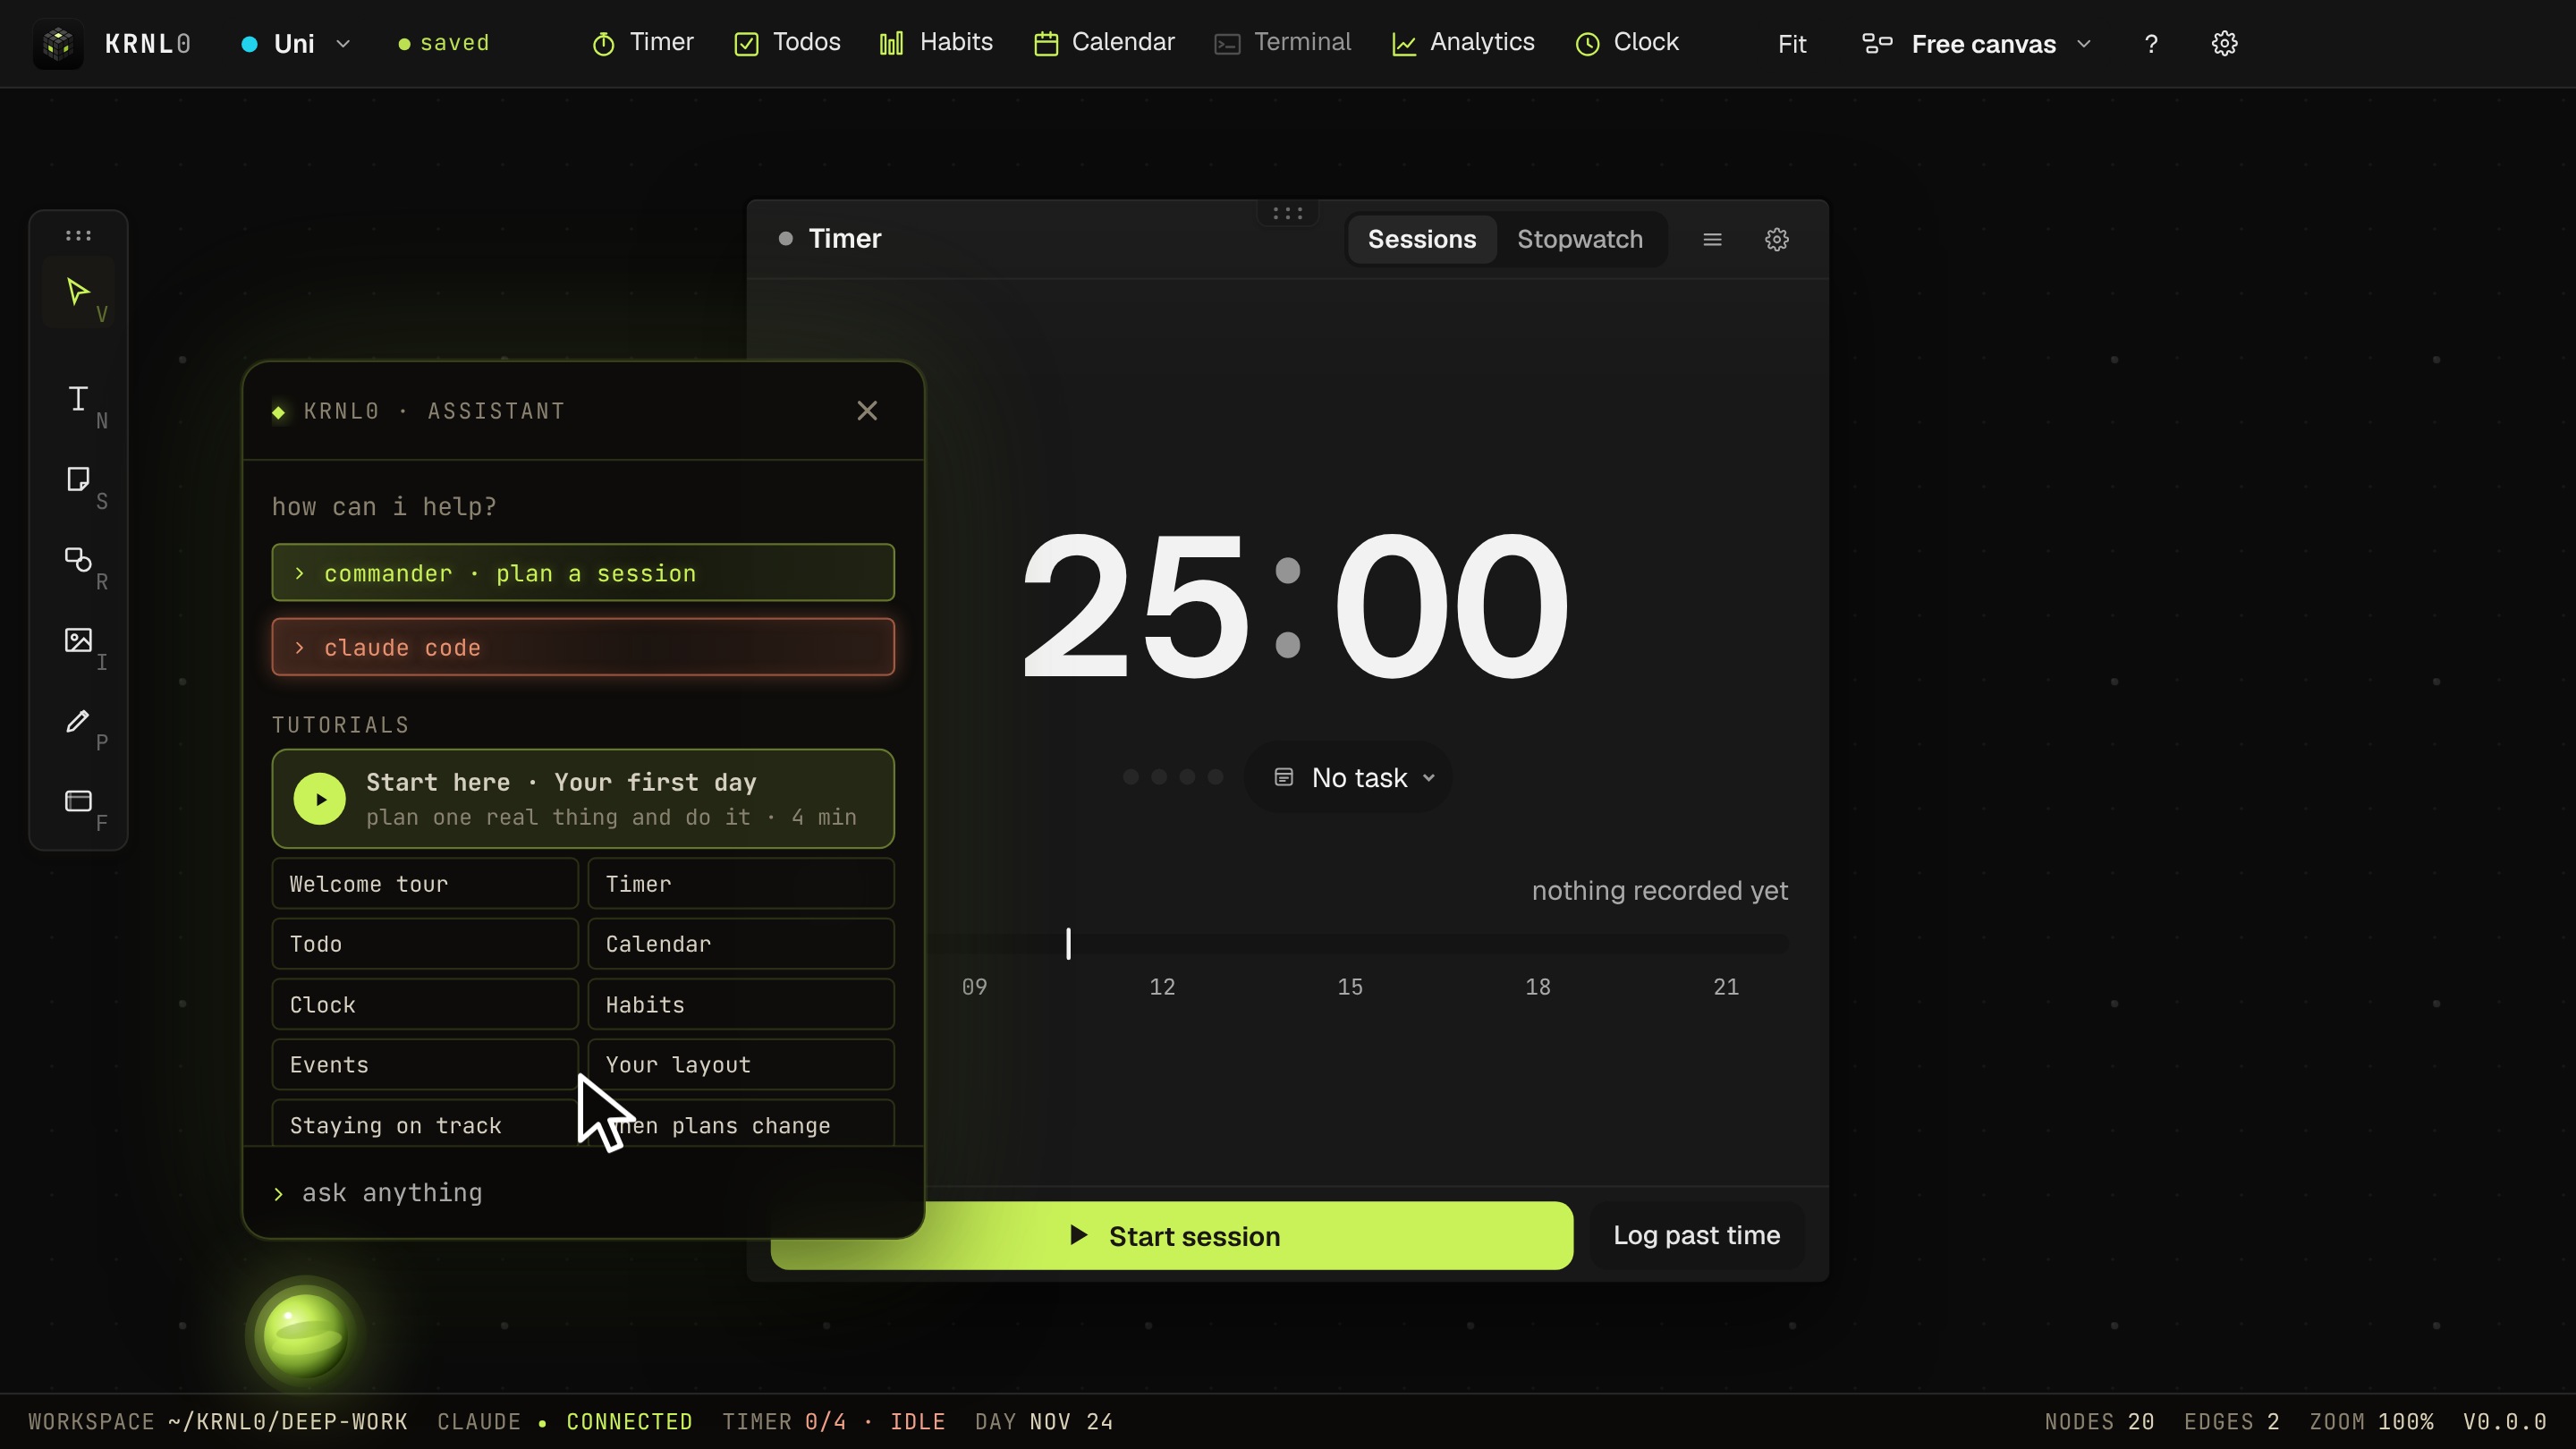 KRNL0 Uni saved Timer Todos Habits Calendar Terminal Analytics Clock Fit Free canvas ?
V
N
S
R
I
P
F
Timer Sessions Stopwatch
25:00
No task
nothing recorded yet
09 12 15 18 21
Start session Log past time
KRNL0 · ASSISTANT
how can i help?
› commander · plan a session
› claude code
TUTORIALS
Start here · Your first day
plan one real thing and do it · 4 min
Welcome tour Timer
Todo Calendar
Clock Habits
Events Your layout
Staying on track plans change
› ask anything
WORKSPACE ~/KRNL0/DEEP-WORK CLAUDE • CONNECTED TIMER 0/4 · IDLE DAY NOV 24 NODES 20 EDGES 2 ZOOM 100% V0.0.0